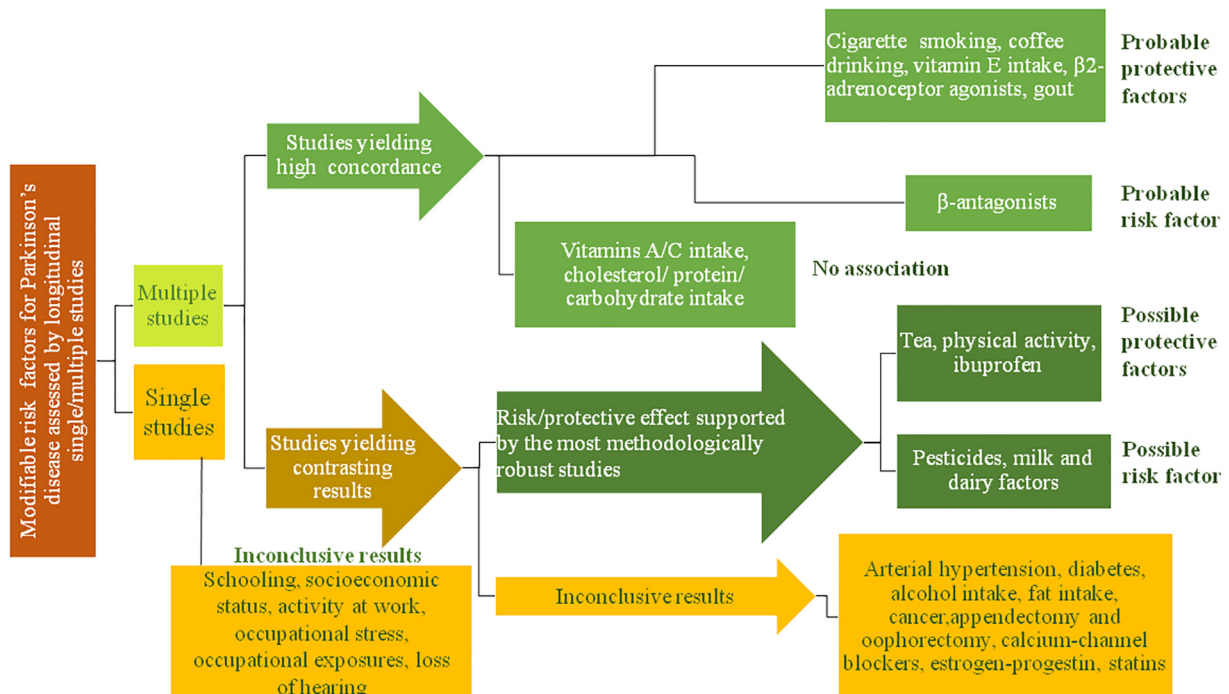 Modifiable risk factors for Parkinson's
disease assessed by longitudinal
single/multiple studies
Multiple
studies
Single
studies
Studies yielding
high concordance
Cigarette smoking, coffee
drinking, vitamin E intake, β2-
adrenoceptor agonists, gout
Probable
protective
factors
β-antagonists
Probable
risk factor
Vitamins A/C intake,
cholesterol/ protein/
carbohydrate intake
No association
Studies yielding
contrasting
results
Risk/protective effect supported
by the most methodologically
robust studies
Tea, physical activity,
ibuprofen
Possible
protective
factors
Pesticides, milk and
dairy factors
Possible
risk factor
Inconclusive results
Schooling, socioeconomic
status, activity at work,
occupational stress,
occupational exposures, loss
of hearing
Inconclusive results
Arterial hypertension, diabetes,
alcohol intake, fat intake,
cancer,appendectomy and
oophorectomy, calcium-channel
blockers, estrogen-progestin, statins